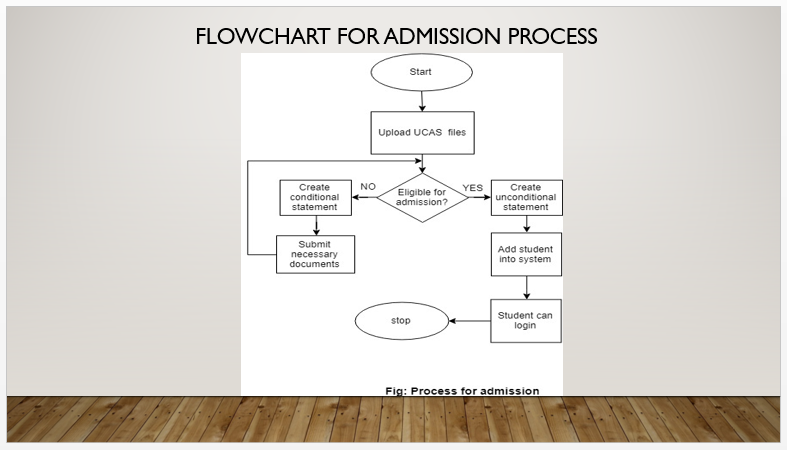 FLOWCHART FOR ADMISSION PROCESS
Start
Upload UCAS files
Eligible for
admission?
NO
YES
Create
conditional
statement
Submit
necessary
documents
Create
unconditional
statement
Add student
into system
Student can
login
stop
Fig: Process for admission